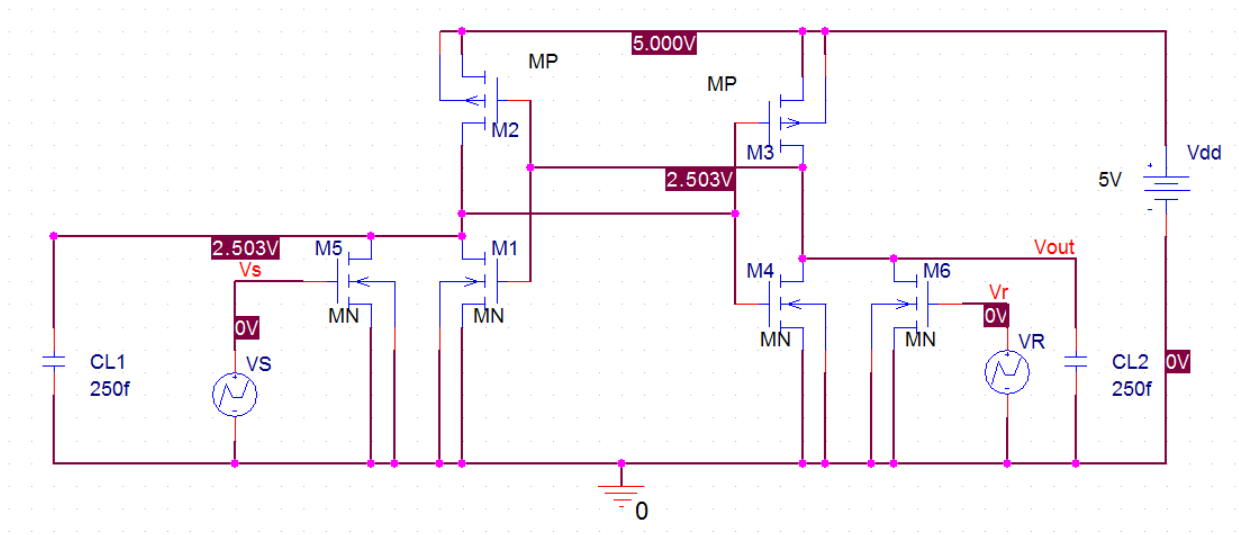 5.000V
MP
MP
M2
M3
Vdd
5V
2.503V
2.503V
M5
M1
Vs
Vout
M4
M6
Vr
MN
MN
0V
0V
MN
MN
VS
VR
CL1
250f
CL2
250f
0V
0